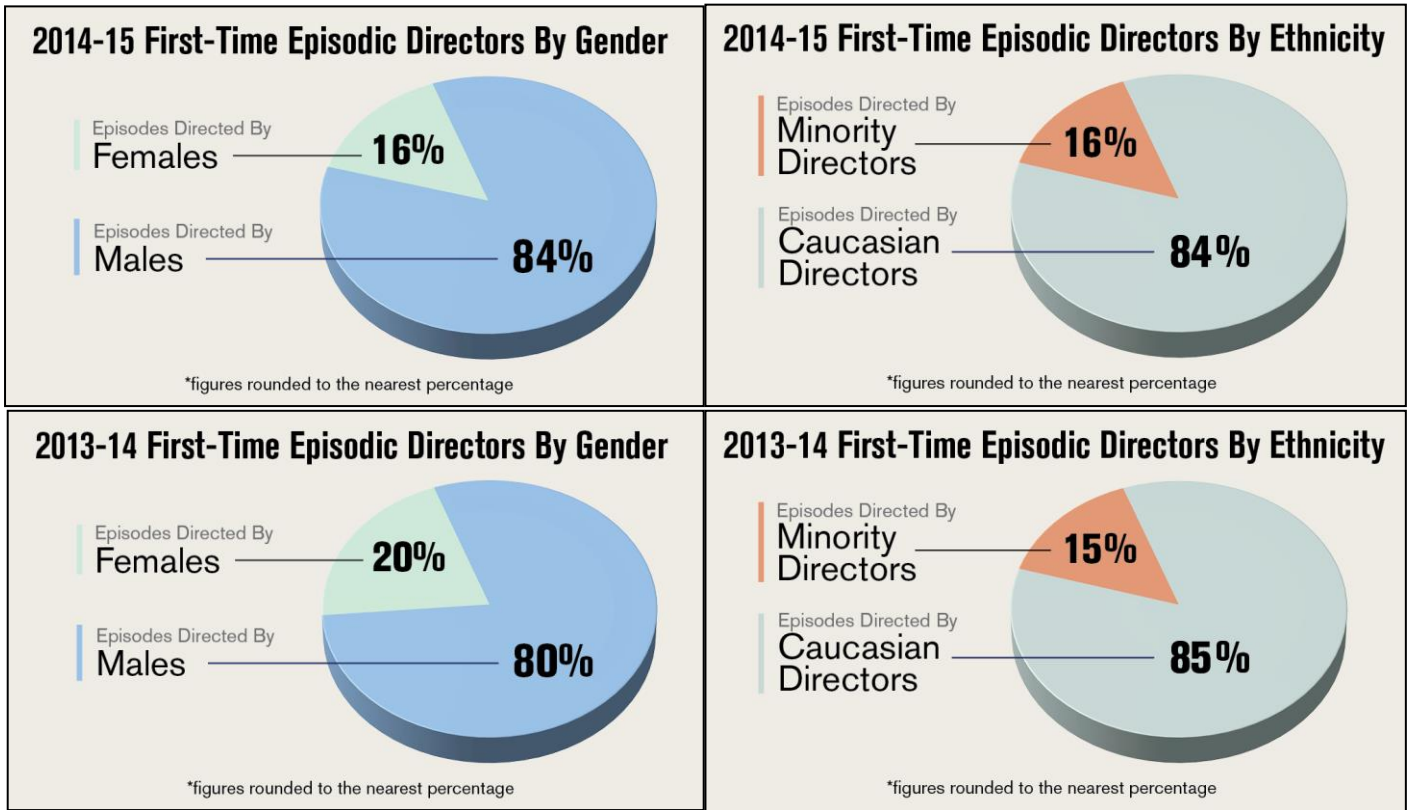 2014-15 First-Time Episodic Directors By Gender
Episodes Directed By
Females
16%
Episodes Directed By
Males
84%
*figures rounded to the nearest percentage
2014-15 First-Time Episodic Directors By Ethnicity
Episodes Directed By
Minority
Directors
16%
Episodes Directed By
Caucasian
Directors
84%
*figures rounded to the nearest percentage
2013-14 First-Time Episodic Directors By Gender
Episodes Directed By
Females
20%
Episodes Directed By
Males
80%
*figures rounded to the nearest percentage
2013-14 First-Time Episodic Directors By Ethnicity
Episodes Directed By
Minority
Directors
15%
Episodes Directed By
Caucasian
Directors
85%
*figures rounded to the nearest percentage